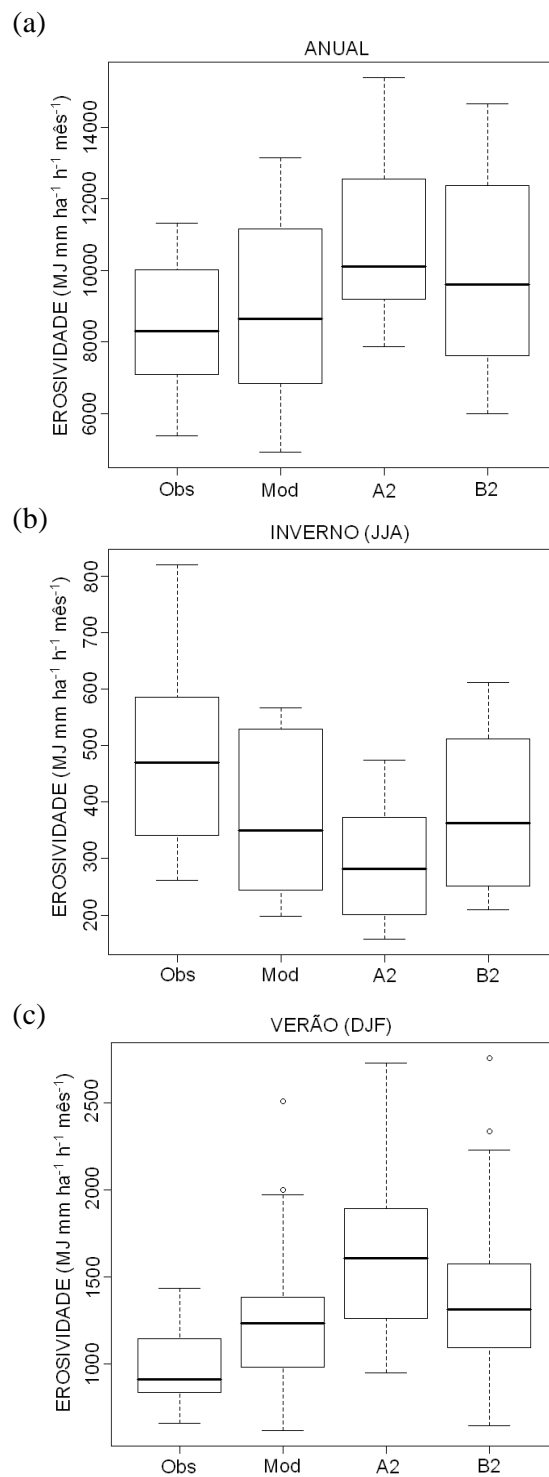 (a)
ANUAL
EROSIVIDADE (MJ mm ha⁻¹ h⁻¹ mês⁻¹)
14000
12000
10000
8000
6000
Obs Mod A2 B2
(b)
INVERNO (JJA)
EROSIVIDADE (MJ mm ha⁻¹ h⁻¹ mês⁻¹)
800
700
600
500
400
300
200
Obs Mod A2 B2
(c)
VERÃO (DJF)
EROSIVIDADE (MJ mm ha⁻¹ h⁻¹ mês⁻¹)
2500
2000
1500
1000
Obs Mod A2 B2